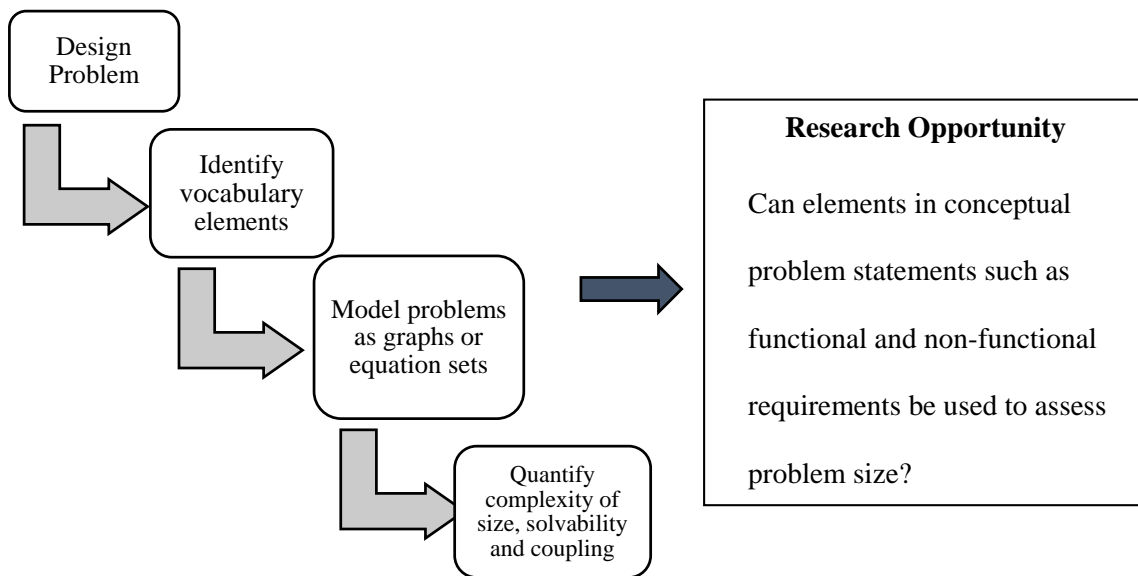 Design
Problem
Identify
vocabulary
elements
Model problems
as graphs or
equation sets
Quantify
complexity of
size, solvability
and coupling
Research Opportunity
Can elements in conceptual
problem statements such as
functional and non-functional
requirements be used to assess
problem size?